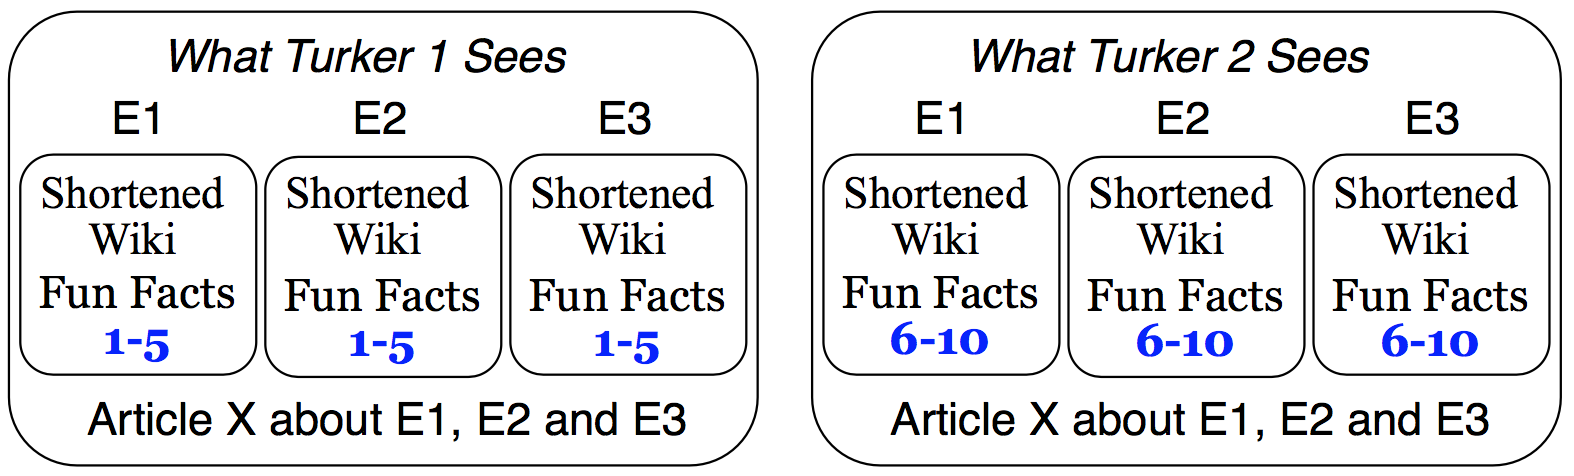 What Turker 1 Sees
E1 E2 E3
Shortened Shortened Shortened
Wiki Wiki Wiki
Fun Facts Fun Facts Fun Facts
1-5 1-5 1-5
Article X about E1, E2 and E3
What Turker 2 Sees
E1 E2 E3
Shortened Shortened Shortened
Wiki Wiki Wiki
Fun Facts Fun Facts Fun Facts
6-10 6-10 6-10
Article X about E1, E2 and E3